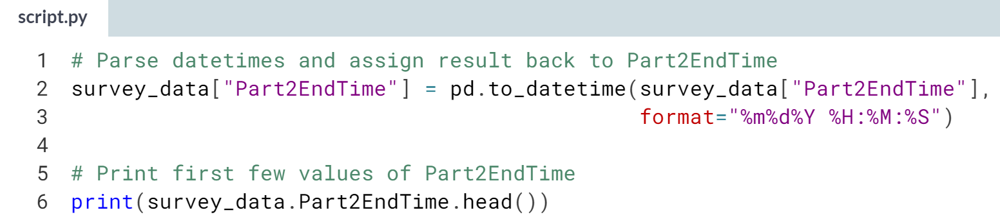 script.py
1 # Parse datetimes and assign result back to Part2EndTime
2 survey_data["Part2EndTime"] = pd.to_datetime(survey_data["Part2EndTime"],
3 format="%m%d%Y %H:%M:%S")
4
5 # Print first few values of Part2EndTime
6 print(survey_data.Part2EndTime.head())